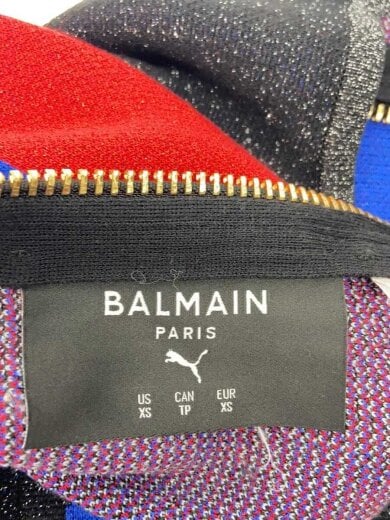 BALMAIN
PARIS
US CAN EUR
XS TP XS